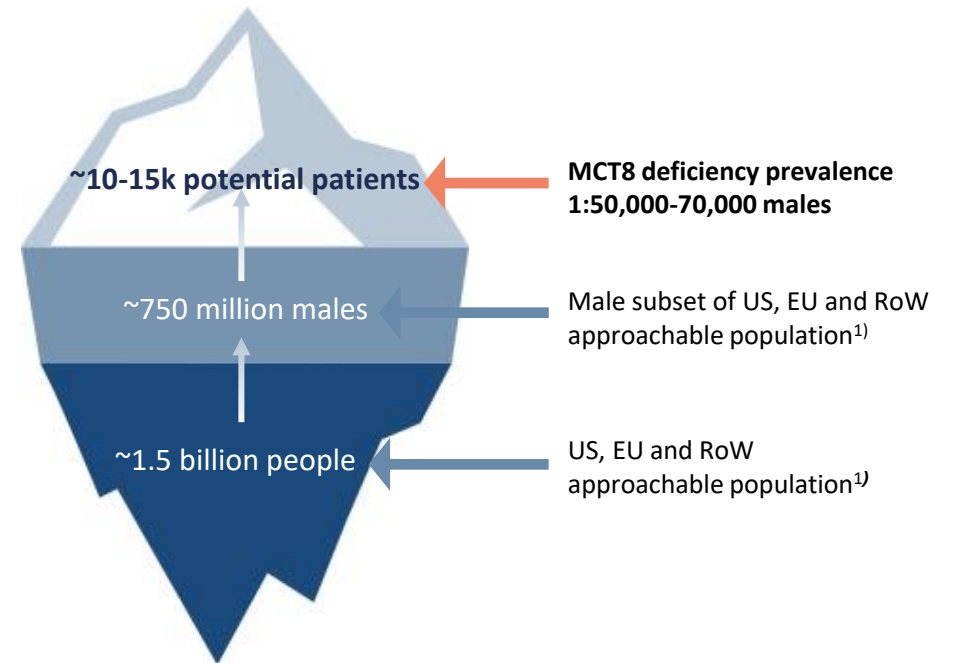 ~10-15k potential patients
MCT8 deficiency prevalence
1:50,000-70,000 males
~750 million males
Male subset of US, EU and RoW
approachable population1)
~1.5 billion people
US, EU and RoW
approachable population1)